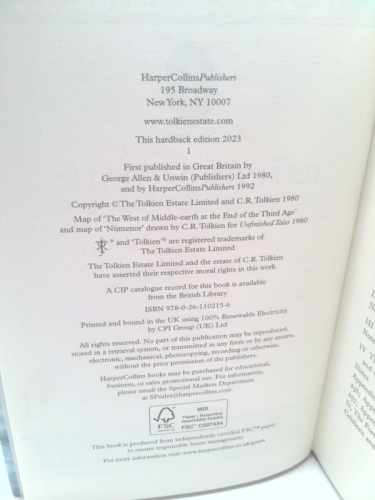 HarperCollinsPublishers
195 Broadway
New York, NY 10007
www.tolkienestate.com
This hardback edition 2023
1
First published in Great Britain by
George Allen & Unwin (Publishers) Ltd 1980,
and by HarperCollinsPublishers 1992
Copyright © The Tolkien Estate Limited and C.R. Tolkien 1980
Map of 'The West of Middle-earth at the End of the Third Age'
and map of 'Númenor' drawn by C.R. Tolkien for Unfinished Tales 1980
® and 'Tolkien'® are registered trademarks of
The Tolkien Estate Limited
The Tolkien Estate Limited and the estate of C.R. Tolkien
have asserted their respective moral rights in this work.
A CIP catalogue record for this book is available
from the British Library
ISBN 978-0-26-110215-6
Printed and bound in the UK using 100% Renewable Electricity
by CPI Group (UK) Ltd
All rights reserved. No part of this publication may be reproduced,
stored in a retrieval system, or transmitted in any form or by any means,
electronic, mechanical, photocopying, recording or otherwise,
without the prior permission of the publishers.
HarperCollins books may be purchased for educational,
business, or sales promotional use. For information,
please email the Special Markets Department
at SPsales@harpercollins.com
FSC
www.fsc.org
MIX
Paper | Supporting
responsible forestry
FSC™ C007454
This book is produced from independently certified FSC™ paper
to ensure responsible forest management.
For more information visit: www.harpercollins.co.uk/green